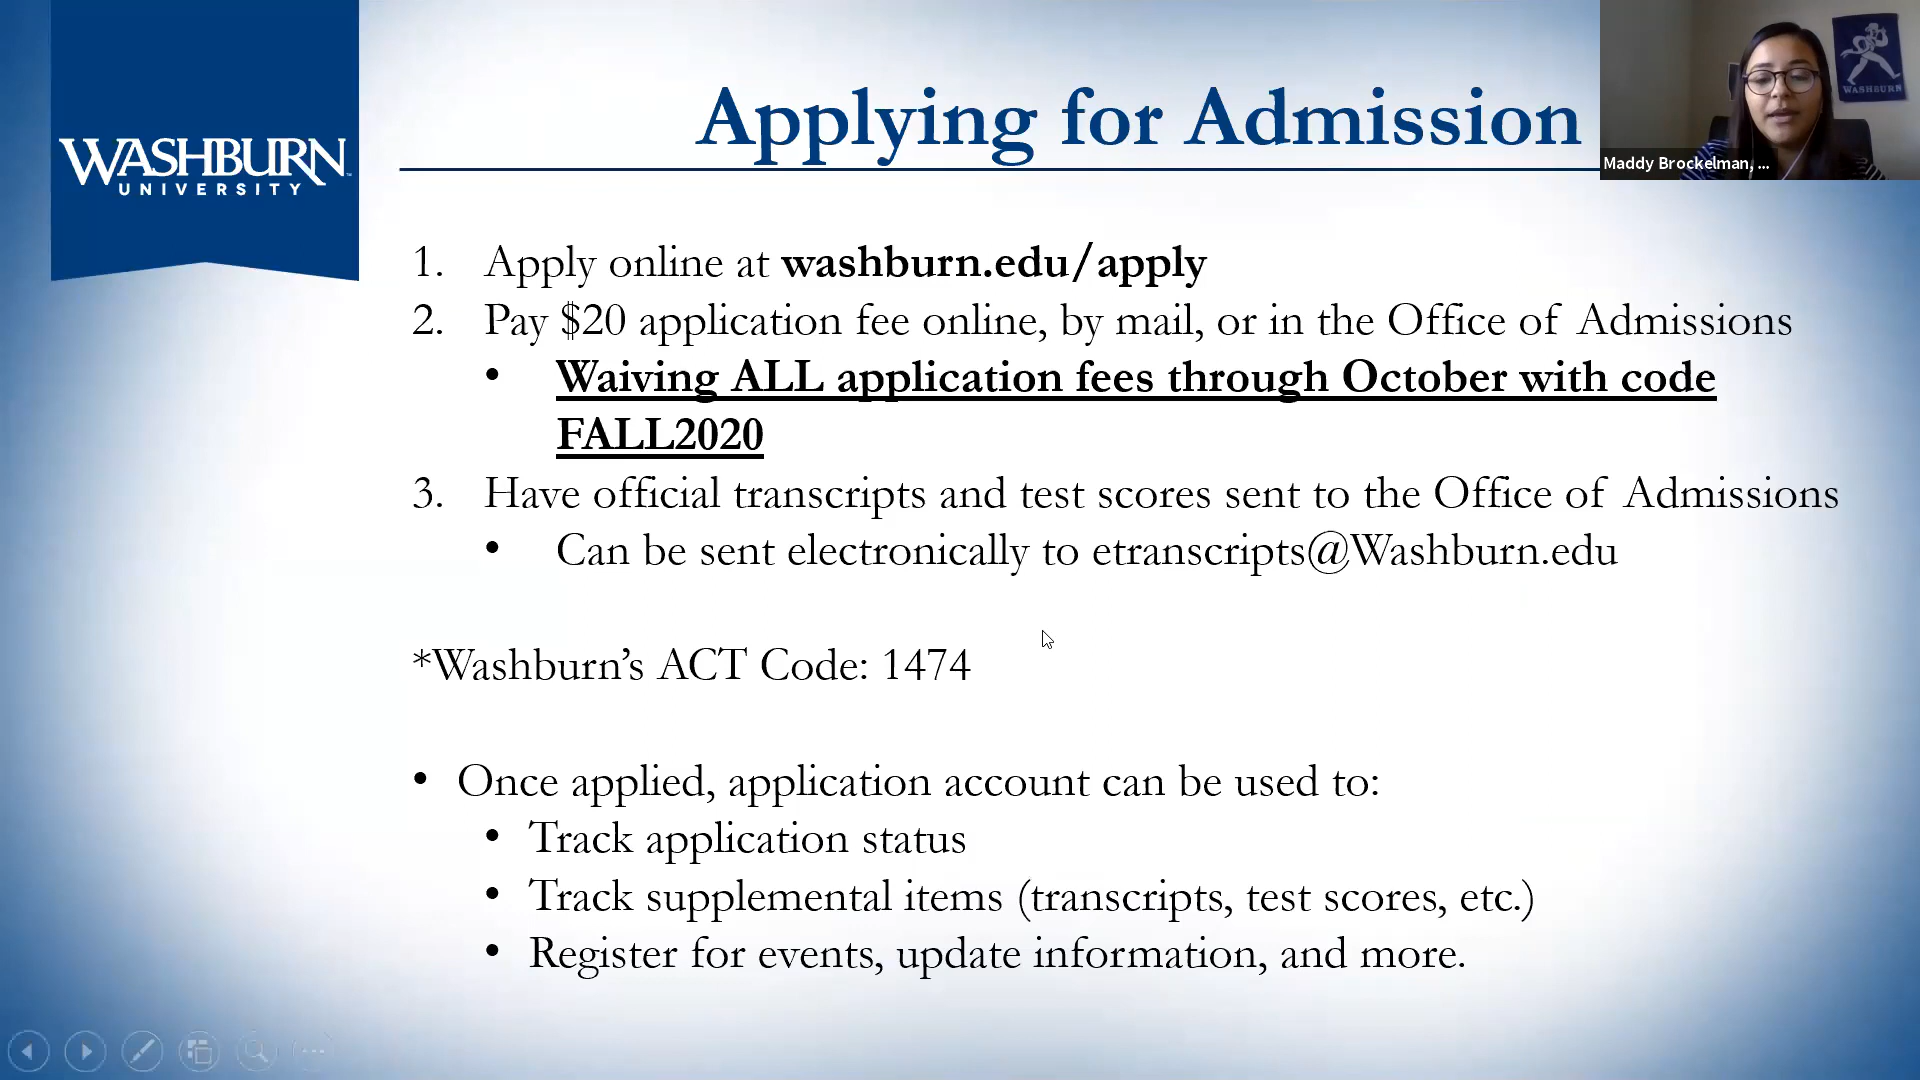 WASHBURN
UNIVERSITY
Applying for Admission
WASHBURN
Maddy Brockelman, ...
1. Apply online at washburn.edu/apply
2. Pay $20 application fee online, by mail, or in the Office of Admissions
• Waiving ALL application fees through October with code
FALL2020
3. Have official transcripts and test scores sent to the Office of Admissions
• Can be sent electronically to etranscripts@Washburn.edu
*Washburn’s ACT Code: 1474
• Once applied, application account can be used to:
• Track application status
• Track supplemental items (transcripts, test scores, etc.)
• Register for events, update information, and more.